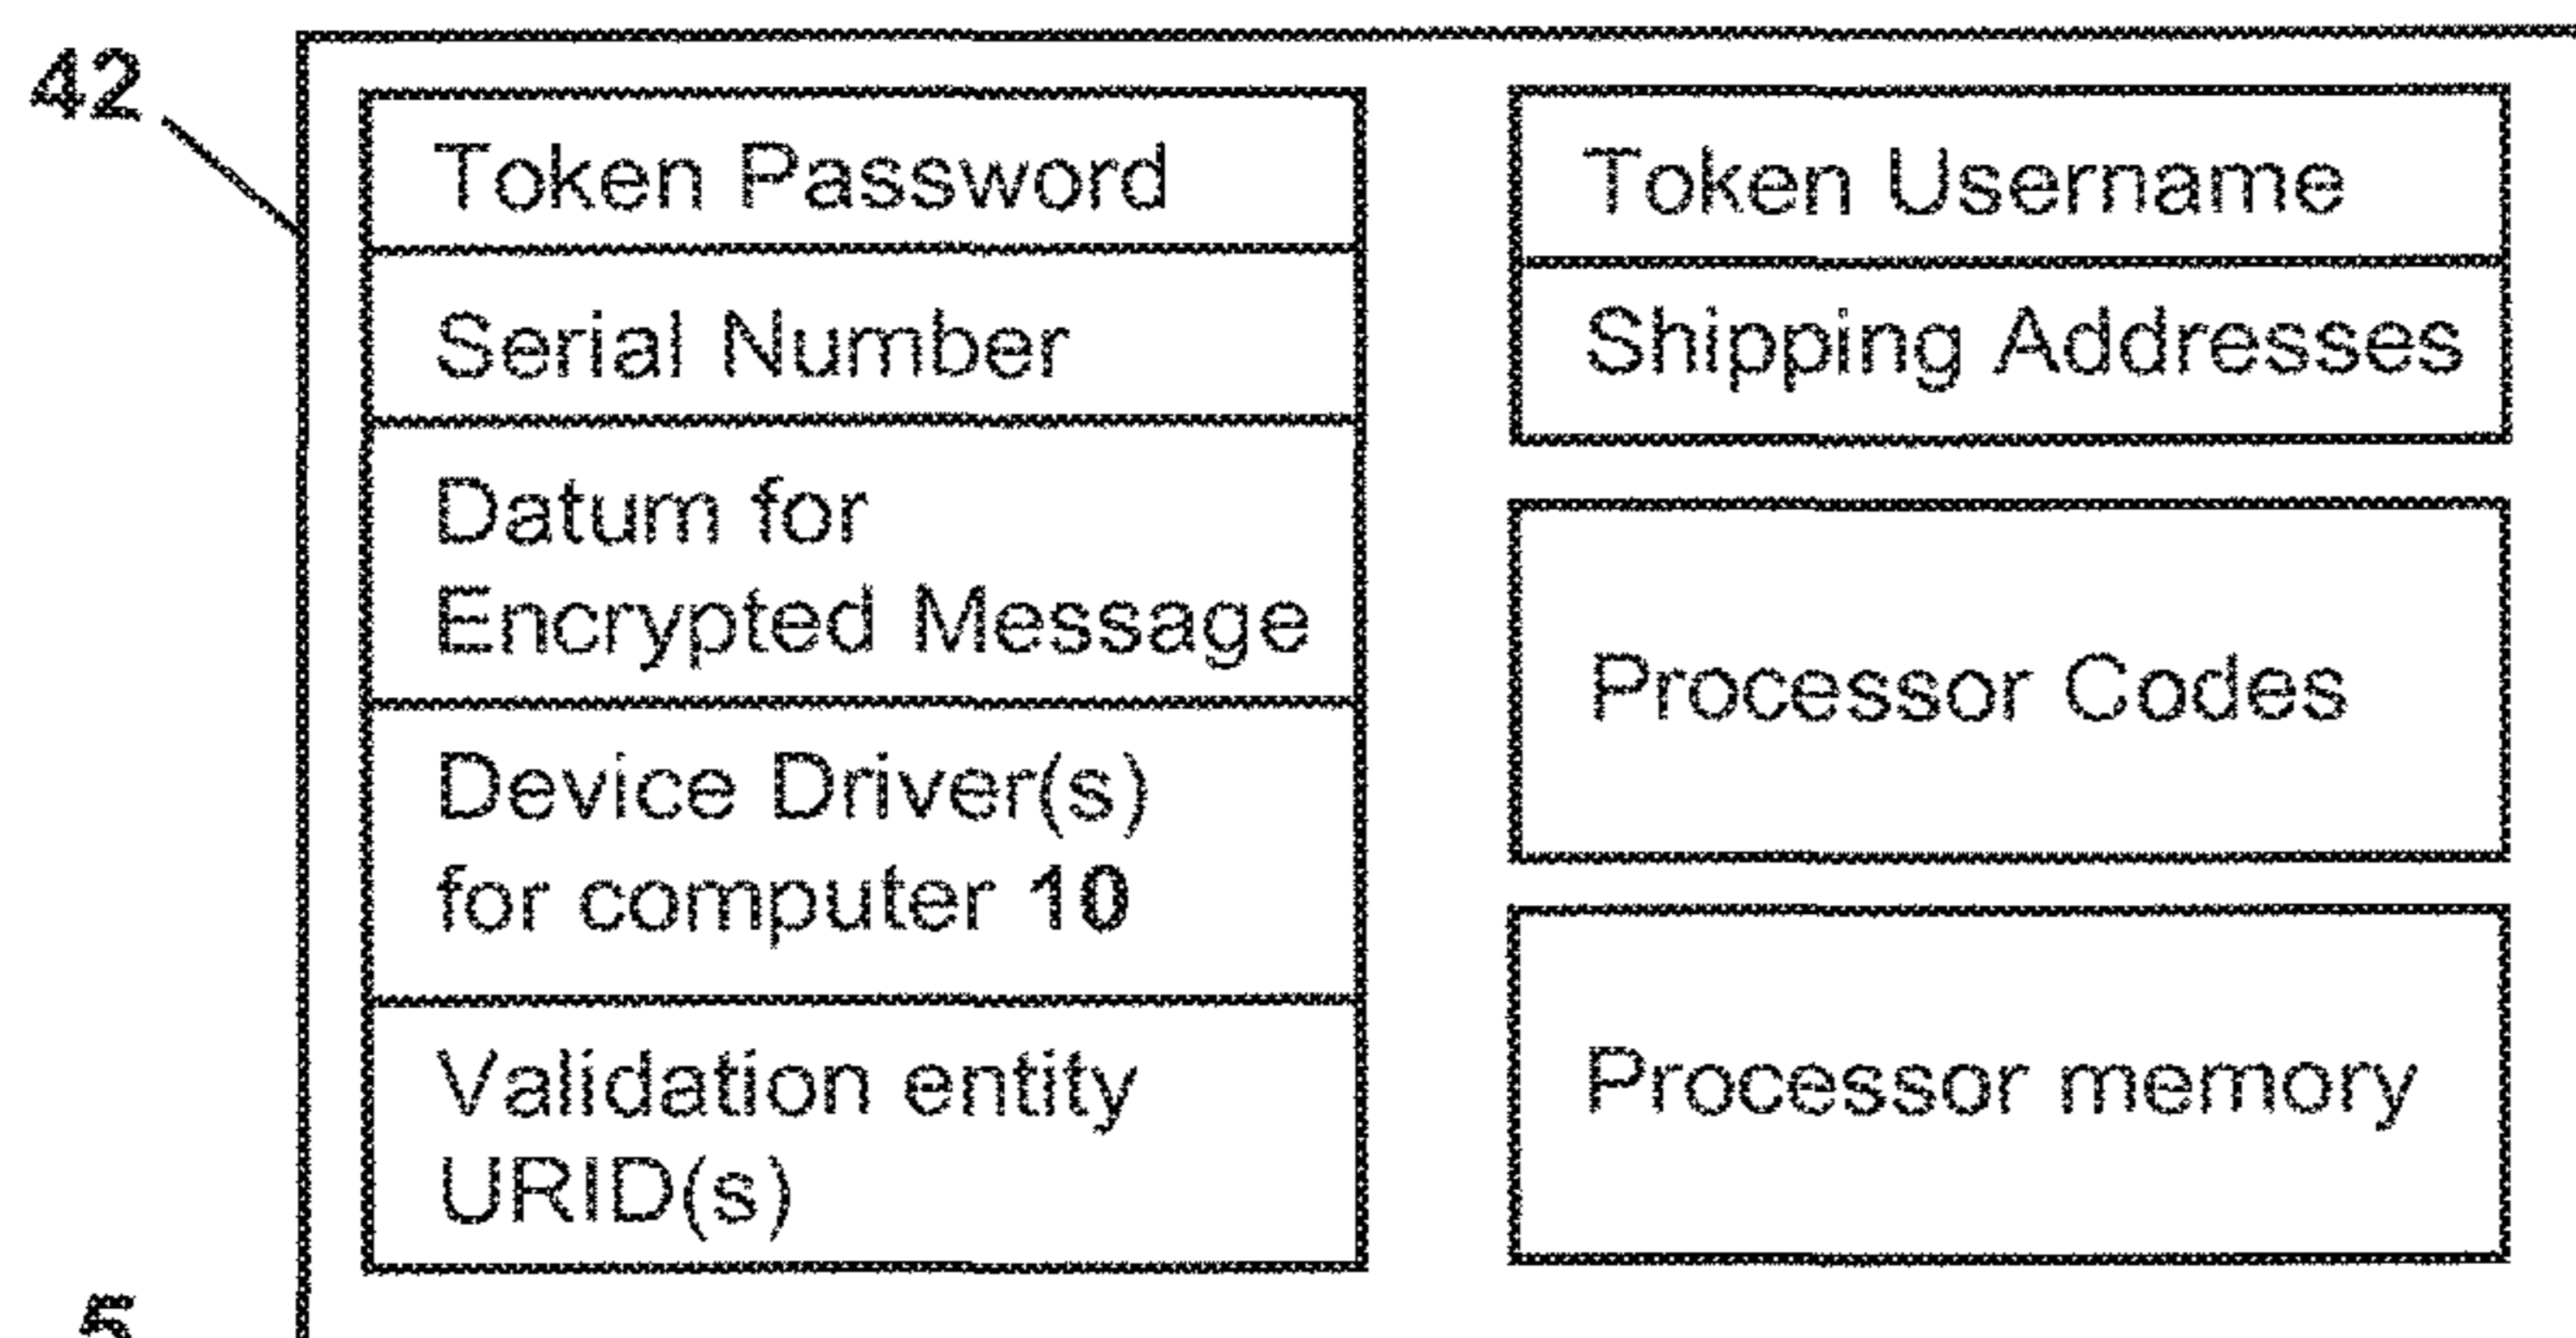 42
Token Password
Serial Number
Datum for
Encrypted Message
Device Driver(s)
for computer 10
Validation entity
URID(s)
Token Username
Shipping Addresses
Processor Codes
Processor memory
5